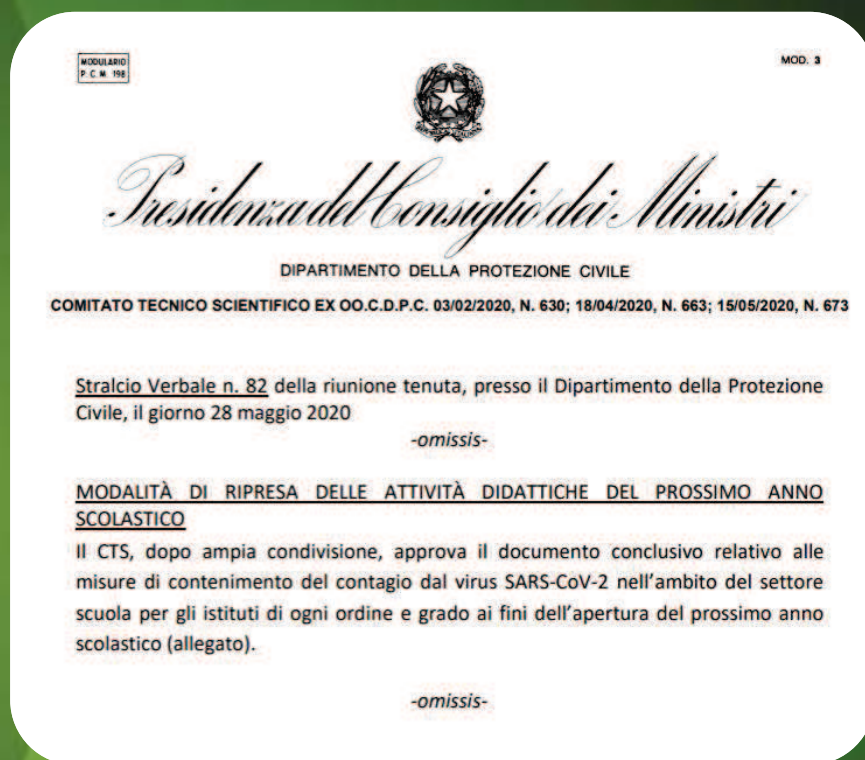 MODULARIO
P. C. M. 198
MOD. 3
Presidenza del Consiglio dei Ministri
DIPARTIMENTO DELLA PROTEZIONE CIVILE
COMITATO TECNICO SCIENTIFICO EX OO.C.D.P.C. 03/02/2020, N. 630; 18/04/2020, N. 663; 15/05/2020, N. 673
Stralcio Verbale n. 82 della riunione tenuta, presso il Dipartimento della Protezione
Civile, il giorno 28 maggio 2020
-omissis-
MODALITÀ DI RIPRESA DELLE ATTIVITÀ DIDATTICHE DEL PROSSIMO ANNO
SCOLASTICO
Il CTS, dopo ampia condivisione, approva il documento conclusivo relativo alle
misure di contenimento del contagio dal virus SARS-CoV-2 nell’ambito del settore
scuola per gli istituti di ogni ordine e grado ai fini dell’apertura del prossimo anno
scolastico (allegato).
-omissis-